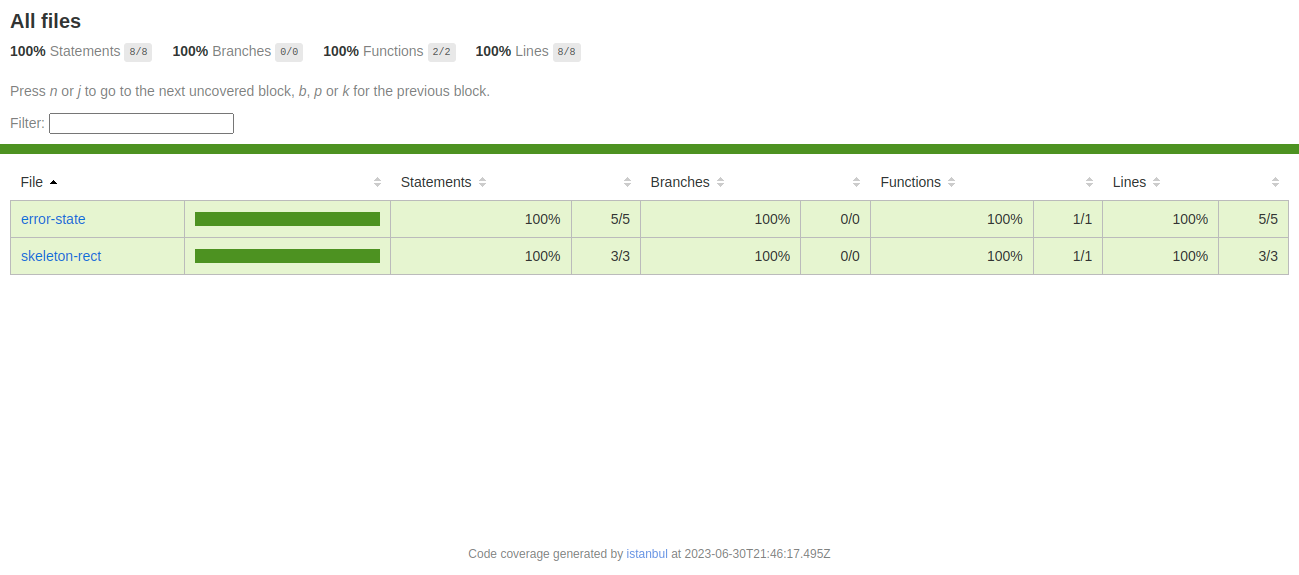 All files
100% Statements 8/8 100% Branches 0/0 100% Functions 2/2 100% Lines 8/8
Press n or j to go to the next uncovered block, b, p or k for the previous block.
Filter:
File Statements Branches Functions Lines
error-state 100% 5/5 100% 0/0 100% 1/1 100% 5/5
skeleton-rect 100% 3/3 100% 0/0 100% 1/1 100% 3/3
Code coverage generated by istanbul at 2023-06-30T21:46:17.495Z